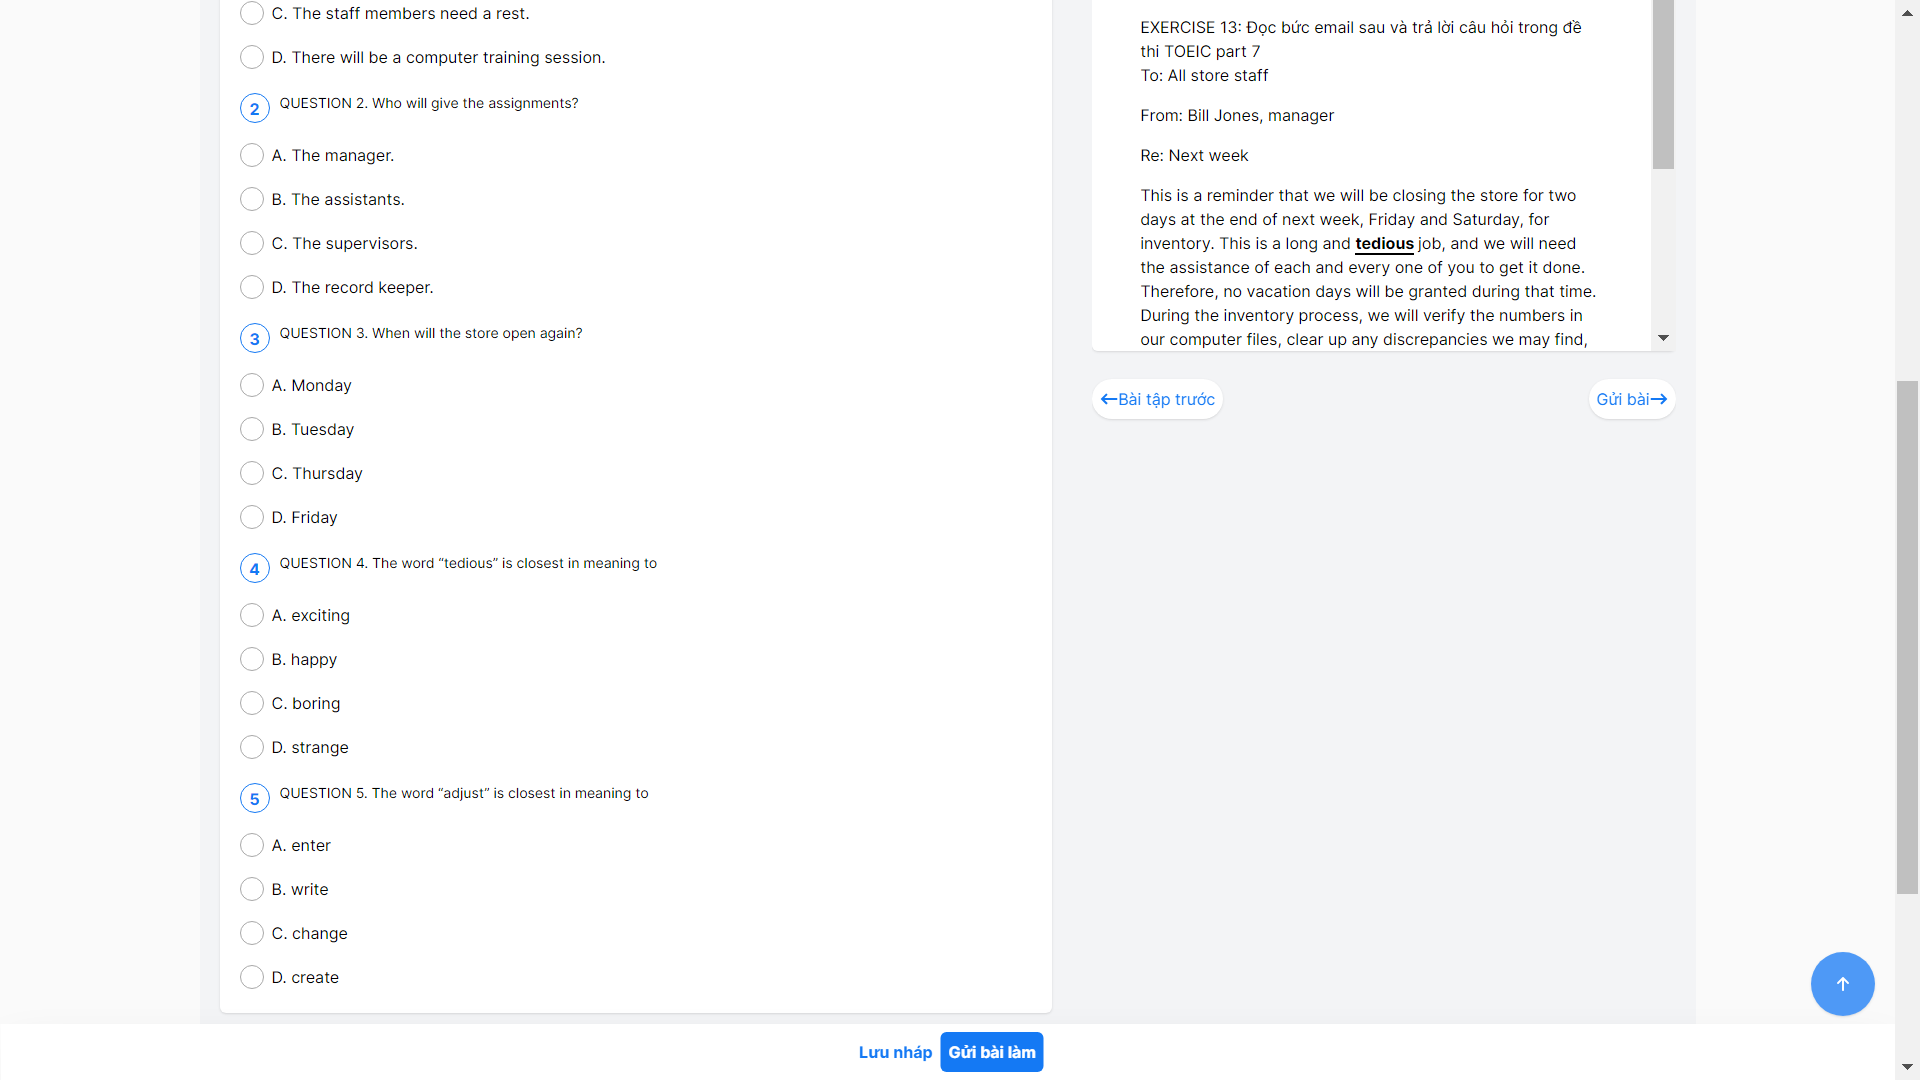 C. The staff members need a rest.
D. There will be a computer training session.
2
QUESTION 2. Who will give the assignments?
A. The manager.
B. The assistants.
C. The supervisors.
D. The record keeper.
3
QUESTION 3. When will the store open again?
A. Monday
B. Tuesday
C. Thursday
D. Friday
4
QUESTION 4. The word “tedious” is closest in meaning to
A. exciting
B. happy
C. boring
D. strange
5
QUESTION 5. The word “adjust” is closest in meaning to
A. enter
B. write
C. change
D. create
EXERCISE 13: Đọc bức email sau và trả lời câu hỏi trong đề
thi TOEIC part 7
To: All store staff
From: Bill Jones, manager
Re: Next week
This is a reminder that we will be closing the store for two
days at the end of next week, Friday and Saturday, for
inventory. This is a long and tedious job, and we will need
the assistance of each and every one of you to get it done.
Therefore, no vacation days will be granted during that time.
During the inventory process, we will verify the numbers in
our computer files, clear up any discrepancies we may find,
Bài tập trước
Gửi bài
Lưu nháp
Gửi bài làm